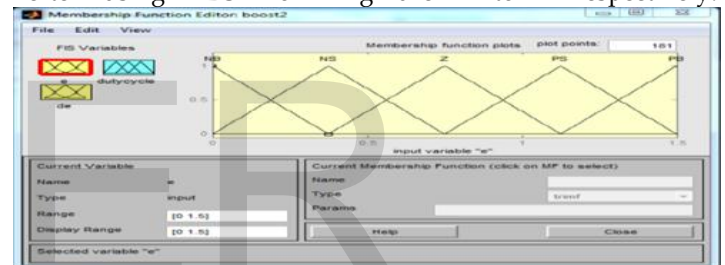 Membership Function Editor: boost2
File Edit View
FIS Variables
Membership function plots plot points: 181
e dutycycle
de
NB NS Z PS PB
1
0.5
0
0 0.5 1 1.5
input variable "e"
Current Variable
Name e
Type input
Range [0 1.5]
Display Range [0 1.5]
Current Membership Function (click on MF to select)
Name
Type trimf
Params
Help Close
Selected variable "e"